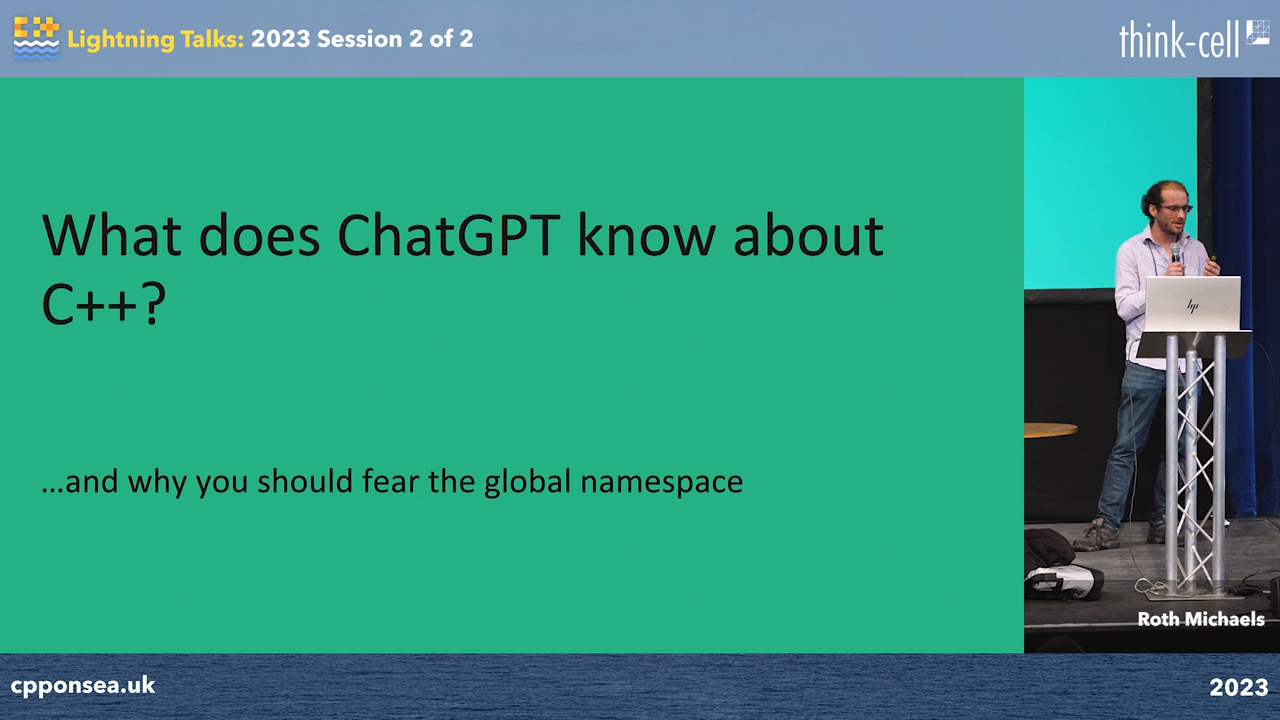 C++
Lightning Talks: 2023 Session 2 of 2
think-cell
What does ChatGPT know about
C++?
...and why you should fear the global namespace
hp
Roth Michaels
cpponsea.uk
2023